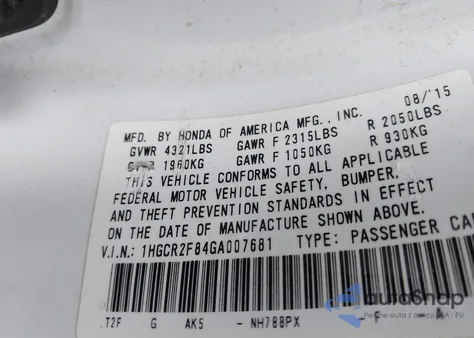 MFD. BY HONDA OF AMERICA MFG., INC. 08/'15
GVWR 4321LBS GAWR F 2315LBS R 2050LBS
1960KG GAWR F 1050KG R 930KG
THIS VEHICLE CONFORMS TO ALL APPLICABLE
FEDERAL MOTOR VEHICLE SAFETY, BUMPER,
AND THEFT PREVENTION STANDARDS IN EFFECT
ON THE DATE OF MANUFACTURE SHOWN ABOVE.
V.I.N.: 1HGCR2F84GA007681 TYPE: PASSENGER CAR
T2F G AK5 - NH788PX - F - A
autoSnap